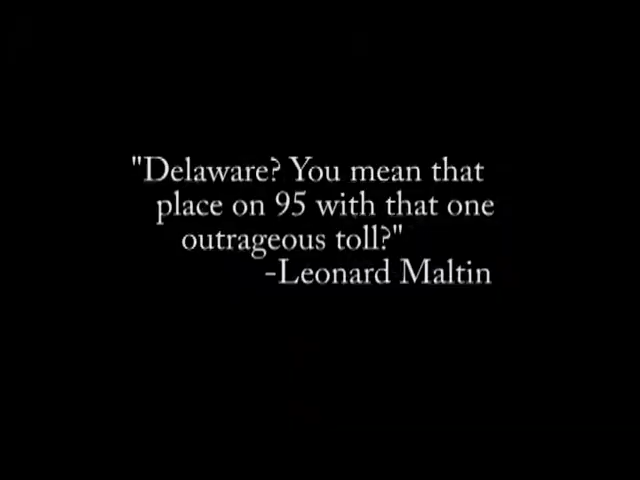 "Delaware? You mean that
place on 95 with that one
outrageous toll?"
-Leonard Maltin